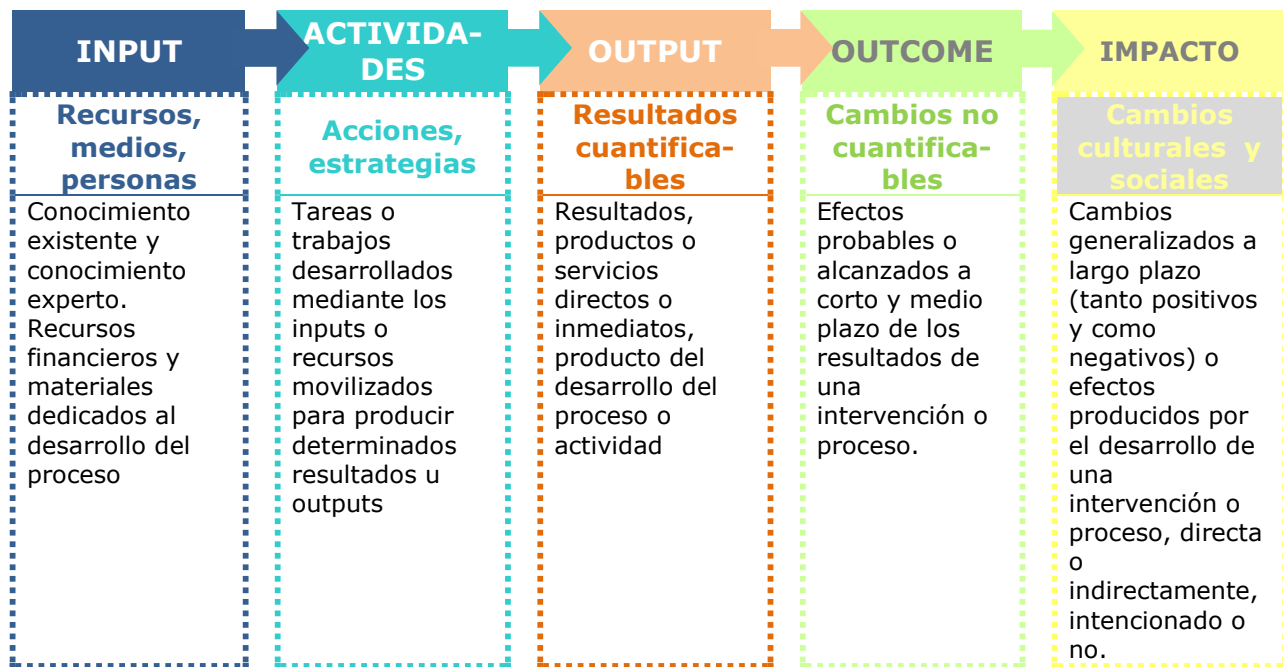 INPUT
ACTIVIDA-
DES
OUTPUT
OUTCOME
IMPACTO
Recursos,
medios,
personas
Conocimiento
existente y
conocimiento
experto.
Recursos
financieros y
materiales
dedicados al
desarrollo del
proceso
Acciones,
estrategias
Tareas o
trabajos
desarrollados
mediante los
inputs o
recursos
movilizados
para producir
determinados
resultados u
outputs
Resultados
cuantifica-
bles
Resultados,
productos o
servicios
directos o
inmediatos,
producto del
desarrollo del
proceso o
actividad
Cambios no
cuantifica-
bles
Efectos
probables o
alcanzados a
corto y medio
plazo de los
resultados de
una
intervención o
proceso.
Cambios
culturales y
sociales
Cambios
generalizados a
largo plazo
(tanto positivos
y como
negativos) o
efectos
producidos por
el desarrollo de
una
intervención o
proceso, directa
o
indirectamente,
intencionado o
no.